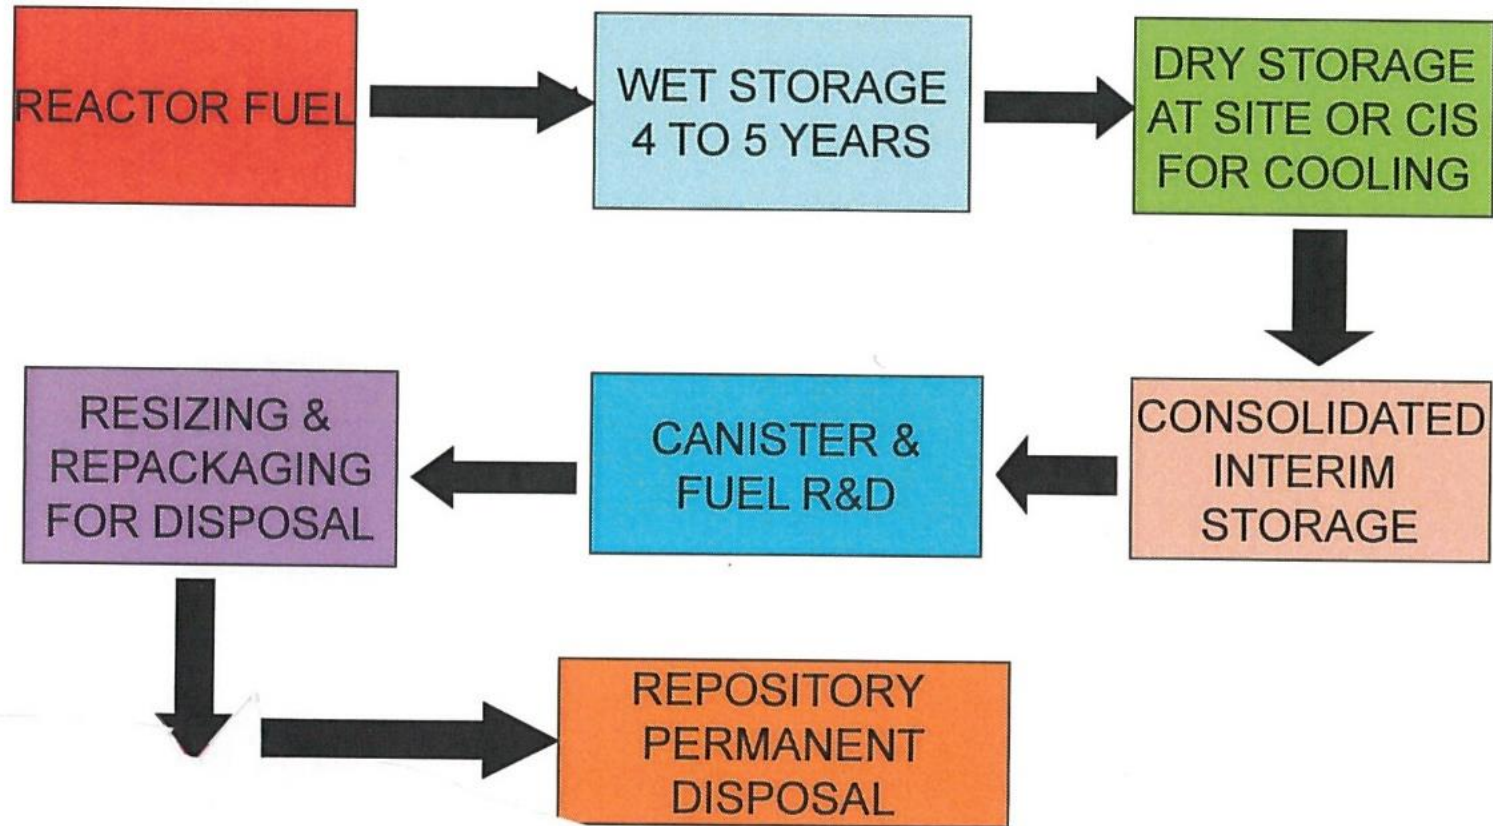 REACTOR FUEL
WET STORAGE
4 TO 5 YEARS
DRY STORAGE
AT SITE OR CIS
FOR COOLING
CONSOLIDATED
INTERIM
STORAGE
CANISTER &
FUEL R&D
RESIZING &
REPACKAGING
FOR DISPOSAL
REPOSITORY
PERMANENT
DISPOSAL